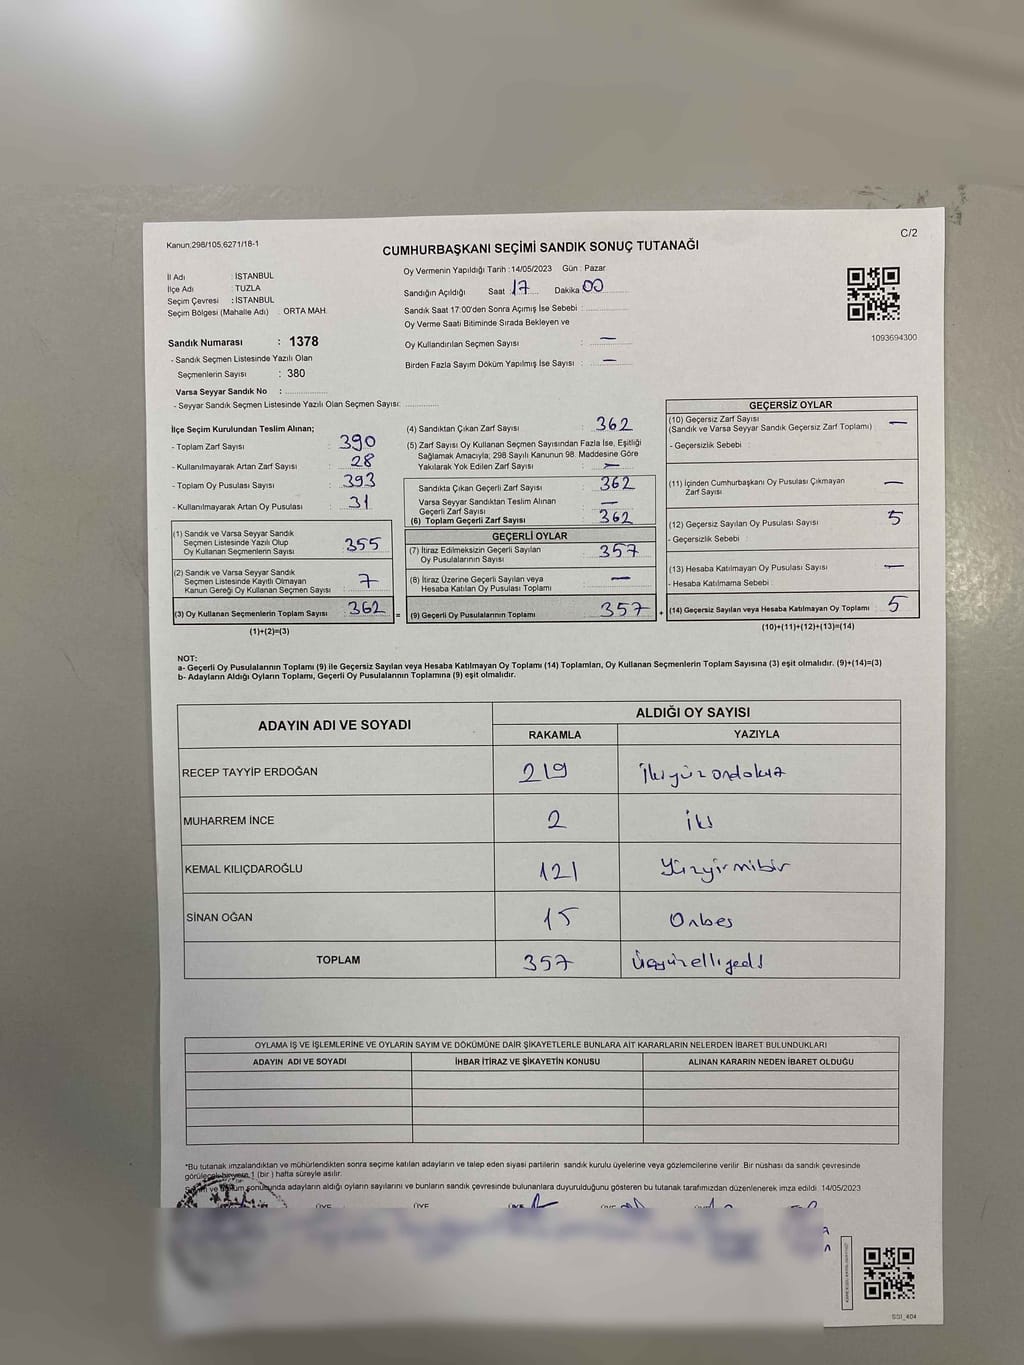 Kanun:298/105,6271/18-1
C/2
CUMHURBAŞKANI SEÇİMİ SANDIK SONUÇ TUTANAĞI
İl Adı : İSTANBUL
İlçe Adı : TUZLA
Seçim Çevresi : İSTANBUL
Seçim Bölgesi (Mahalle Adı) : ORTA MAH.
Oy Vermenin Yapıldığı Tarih :14/05/2023 Gün : Pazar
Sandığın Açıldığı Saat 17 Dakika 00
Sandık Saat 17:00'den Sonra Açımış İse Sebebi :
Oy Verme Saati Bitiminde Sırada Bekleyen ve
Oy Kullandırılan Seçmen Sayısı : —
Birden Fazla Sayım Döküm Yapılmış İse Sayısı : —
1093694300
Sandık Numarası : 1378
- Sandık Seçmen Listesinde Yazılı Olan
Seçmenlerin Sayısı : 380
Varsa Seyyar Sandık No :
- Seyyar Sandık Seçmen Listesinde Yazılı Olan Seçmen Sayısı:
İlçe Seçim Kurulundan Teslim Alınan;
- Toplam Zarf Sayısı : 390
- Kullanılmayarak Artan Zarf Sayısı : 28
- Toplam Oy Pusulası Sayısı : 393
- Kullanılmayarak Artan Oy Pusulası : 31
(1) Sandık ve Varsa Seyyar Sandık
Seçmen Listesinde Yazılı Olup
Oy Kullanan Seçmenlerin Sayısı 355
(2) Sandık ve Varsa Seyyar Sandık
Seçmen Listesinde Kayıtlı Olmayan
Kanun Gereği Oy Kullanan Seçmen Sayısı 7
(3) Oy Kullanan Seçmenlerin Toplam Sayısı 362
(1)+(2)=(3)
(4) Sandıktan Çıkan Zarf Sayısı : 362
(5) Zarf Sayısı Oy Kullanan Seçmen Sayısından Fazla İse, Eşitliği
Sağlamak Amacıyla; 298 Sayılı Kanunun 98. Maddesine Göre
Yakılarak Yok Edilen Zarf Sayısı : —
Sandıkta Çıkan Geçerli Zarf Sayısı : 362
Varsa Seyyar Sandıktan Teslim Alınan
Geçerli Zarf Sayısı : —
(6) Toplam Geçerli Zarf Sayısı : 362
GEÇERLİ OYLAR
(7) İtiraz Edilmeksizin Geçerli Sayılan
Oy Pusulalarının Sayısı : 357
(8) İtiraz Üzerine Geçerli Sayılan veya
Hesaba Katılan Oy Pusulası Toplamı : —
= (9) Geçerli Oy Pusulalarının Toplamı 357
GEÇERSİZ OYLAR
(10) Geçersiz Zarf Sayısı
(Sandık ve Varsa Seyyar Sandık Geçersiz Zarf Toplamı) : —
- Geçersizlik Sebebi :
(11) İçinden Cumhurbaşkanı Oy Pusulası Çıkmayan
Zarf Sayısı : —
(12) Geçersiz Sayılan Oy Pusulası Sayısı : 5
- Geçersizlik Sebebi :
(13) Hesaba Katılmayan Oy Pusulası Sayısı : —
- Hesaba Katılmama Sebebi :
+ (14) Geçersiz Sayılan veya Hesaba Katılmayan Oy Toplamı : 5
(10)+(11)+(12)+(13)=(14)
NOT:
a- Geçerli Oy Pusulalarının Toplamı (9) ile Geçersiz Sayılan veya Hesaba Katılmayan Oy Toplamı (14) Toplamları, Oy Kullanan Seçmenlerin Toplam Sayısına (3) eşit olmalıdır. (9)+(14)=(3)
b- Adayların Aldığı Oyların Toplamı, Geçerli Oy Pusulalarının Toplamına (9) eşit olmalıdır.
ADAYIN ADI VE SOYADI
ALDIĞI OY SAYISI
RAKAMLA YAZIYLA
RECEP TAYYİP ERDOĞAN 219 İkiyüzondokuz
MUHARREM İNCE 2 iki
KEMAL KILIÇDAROĞLU 121 Yüzyirmibir
SİNAN OĞAN 15 Onbeş
TOPLAM 357 üçyüzelliyedi
OYLAMA İŞ VE İŞLEMLERİNE VE OYLARIN SAYIM VE DÖKÜMÜNE DAİR ŞİKAYETLERLE BUNLARA AİT KARARLARIN NELERDEN İBARET BULUNDUKLARI
ADAYIN ADI VE SOYADI İHBAR İTİRAZ VE ŞİKAYETİN KONUSU ALINAN KARARIN NEDEN İBARET OLDUĞU
*Bu tutanak imzalandıktan ve mühürlendikten sonra seçime katılan adayların ve talep eden siyasi partilerin sandık kurulu üyelerine veya gözlemcilerine verilir. Bir nüshası da sandık çevresinde
görülecek biryere 1 (bir) hafta süreyle asılır.
sonucunda adayların aldığı oyların sayılarını ve bunların sandık çevresinde bulunanlara duyurulduğunu gösteren bu tutanak tarafımızdan düzenlenerek imza edildi. 14/05/2023
ÜYE ÜYE
SSI_404